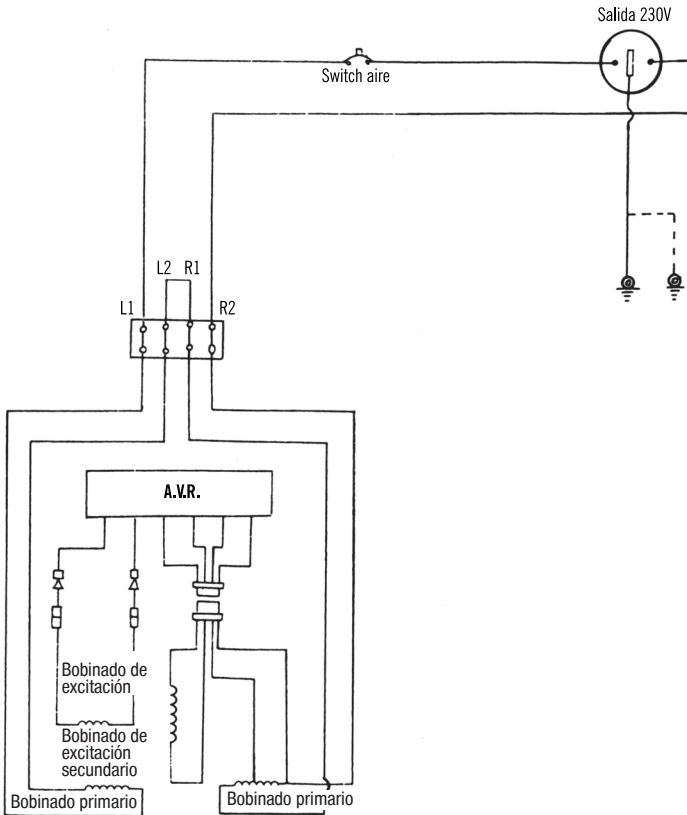 Salida 230V
Switch aire
L2 R1
L1
R2
A.V.R.
Bobinado de
excitación
Bobinado de
excitación
secundario
Bobinado primario
Bobinado primario